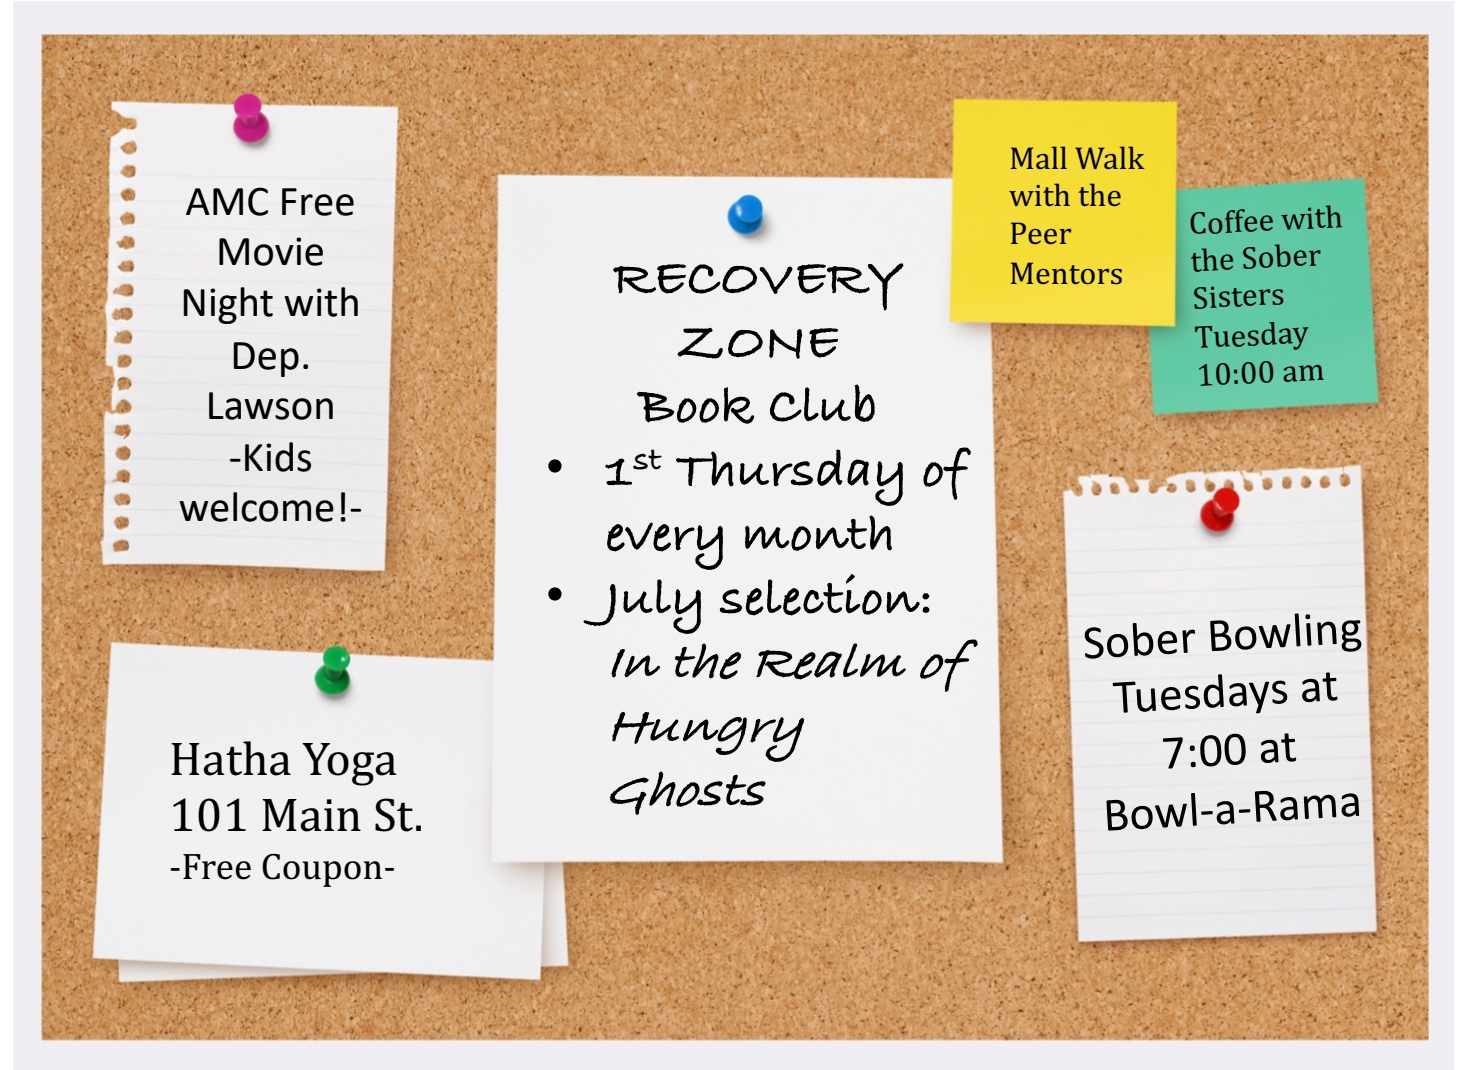 AMC Free
Movie
Night with
Dep.
Lawson
-Kids
welcome!-
RECOVERY
ZONE
Book Club
• 1st Thursday of
every month
• July selection:
In the Realm of
Hungry
Ghosts
Mall Walk
with the
Peer
Mentors
Coffee with
the Sober
Sisters
Tuesday
10:00 am
Hatha Yoga
101 Main St.
-Free Coupon-
Sober Bowling
Tuesdays at
7:00 at
Bowl-a-Rama